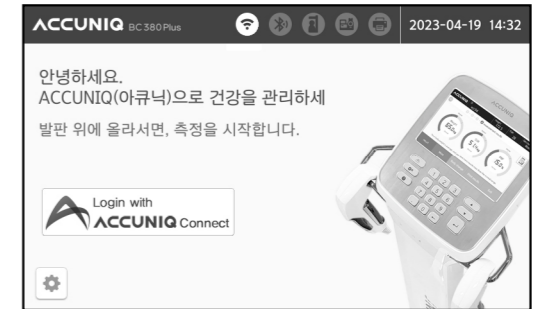 ACCUNIQ BC380Plus 2023-04-19 14:32
안녕하세요.
ACCUNIQ(아큐닉)으로 건강을 관리하세
발판 위에 올라서면, 측정을 시작합니다.
Login with
ACCUNIQ Connect